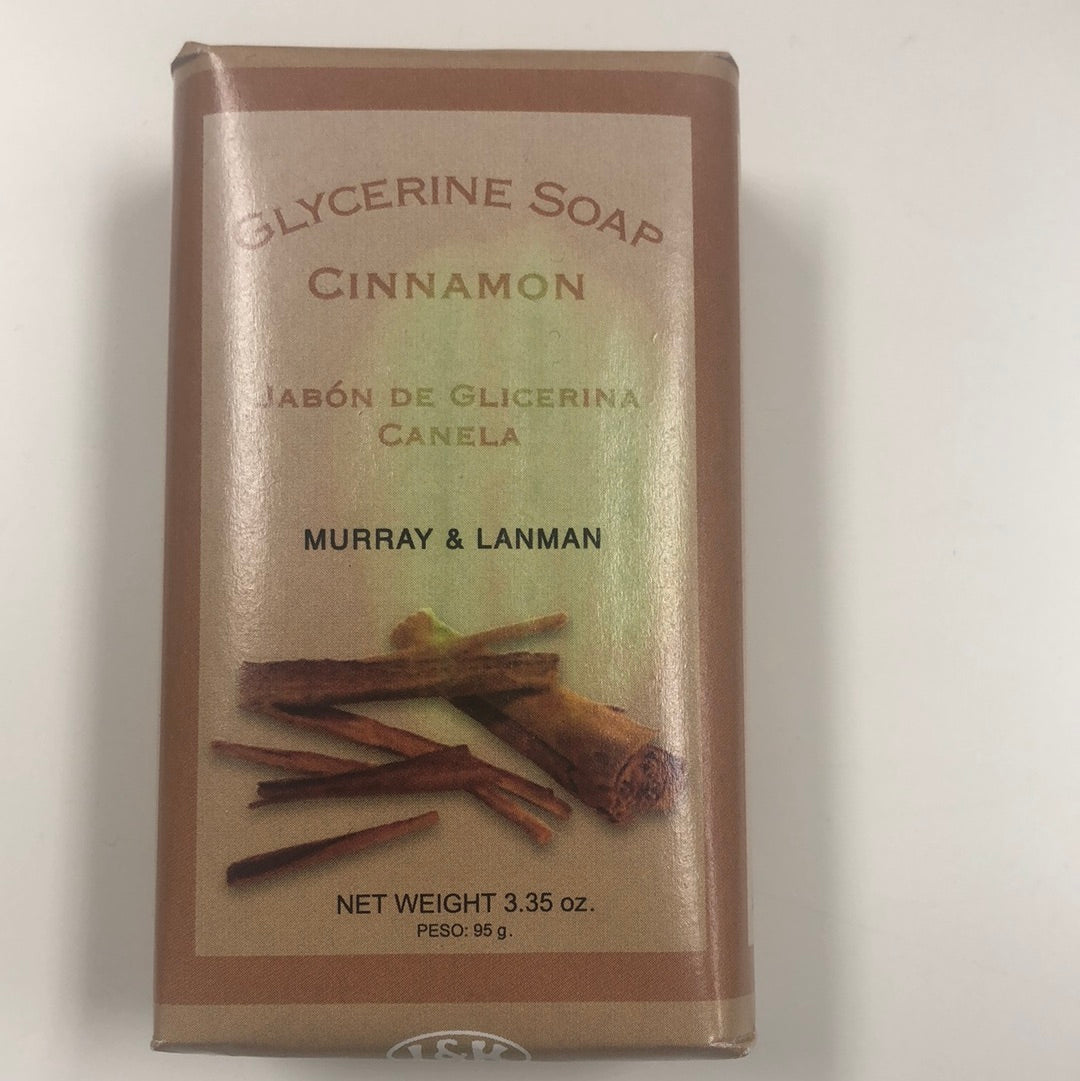 GLYCERINE SOAP
CINNAMON
JABÓN DE GLICERINA
CANELA
MURRAY & LANMAN
NET WEIGHT 3.35 oz.
PESO: 95 g.